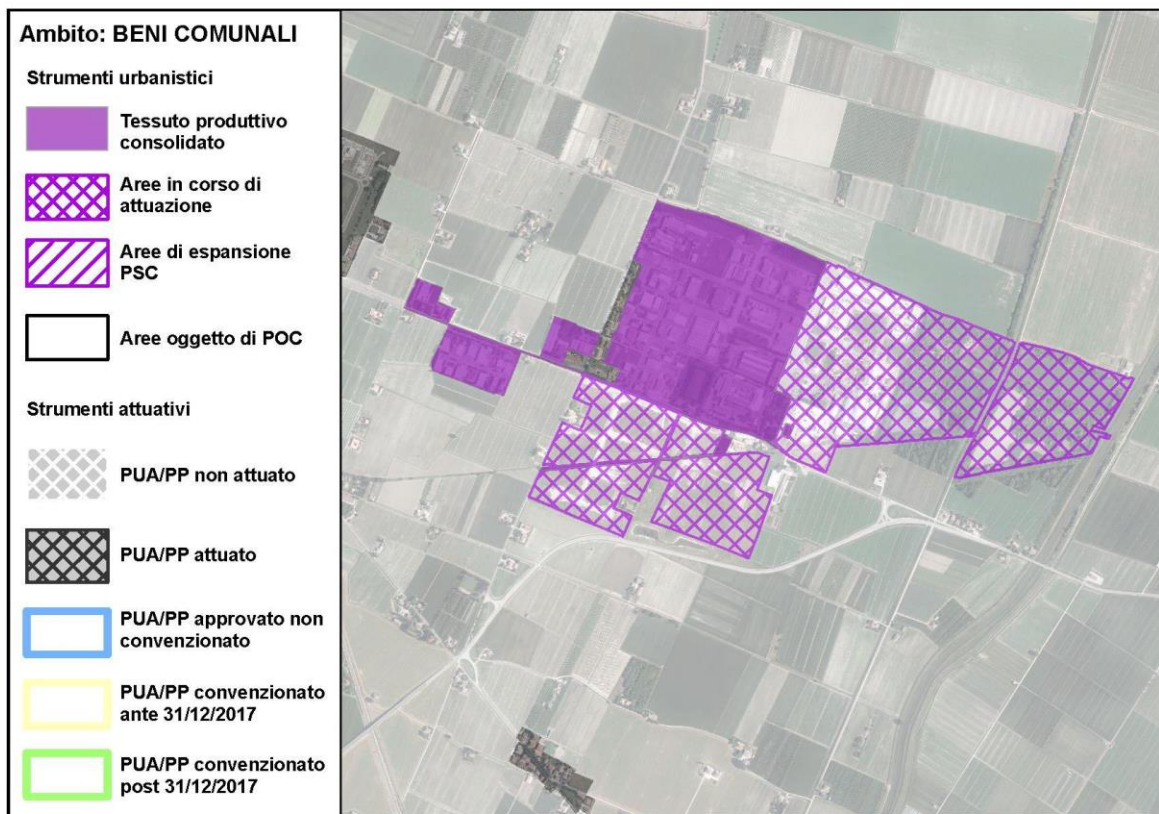 Ambito: BENI COMUNALI
Strumenti urbanistici
Tessuto produttivo
consolidato
Aree in corso di
attuazione
Aree di espansione
PSC
Aree oggetto di POC
Strumenti attuativi
PUA/PP non attuato
PUA/PP attuato
PUA/PP approvato non
convenzionato
PUA/PP convenzionato
ante 31/12/2017
PUA/PP convenzionato
post 31/12/2017